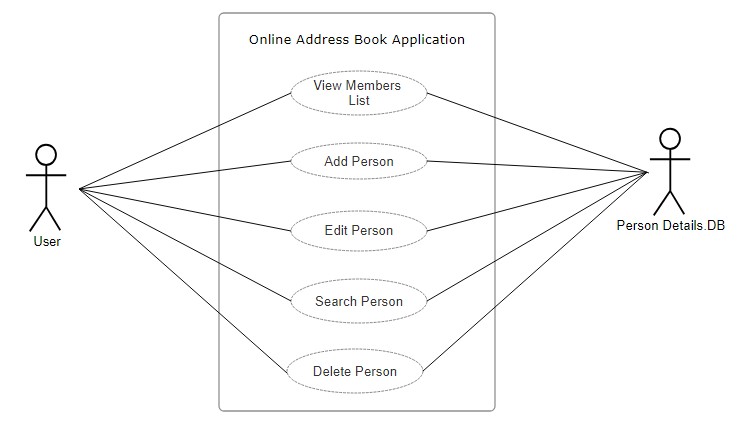 Online Address Book Application
View Members
List
Add Person
Edit Person
Search Person
Delete Person
User
Person Details.DB